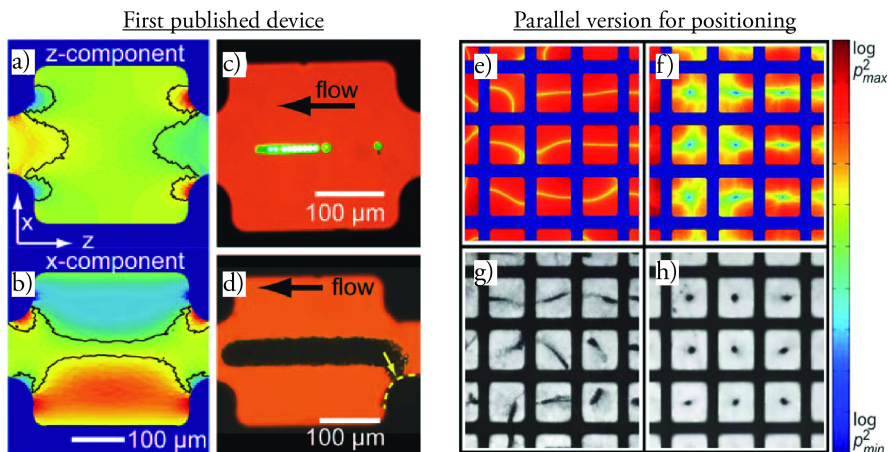 First published device
Parallel version for positioning
a) z-component
x
z
b) x-component
100 µm
c)
flow
100 µm
d)
flow
100 µm
e)
f)
g)
h)
log
p²max
log
p²min